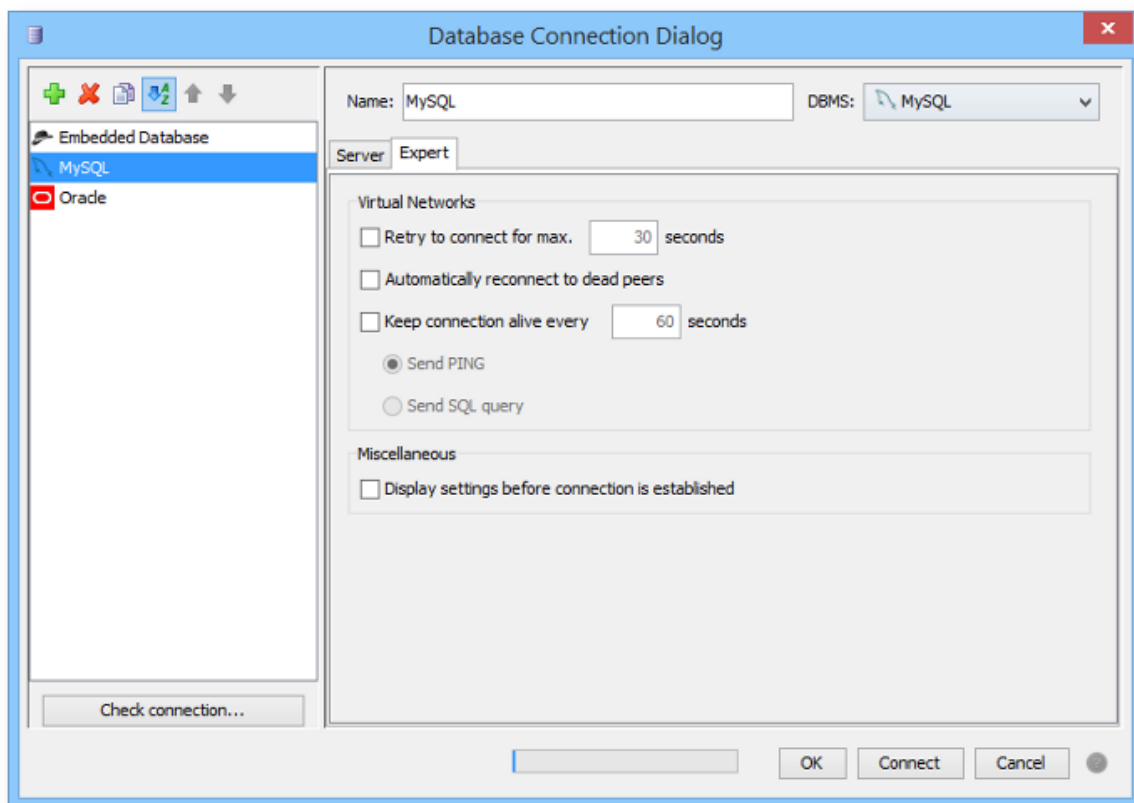 Database Connection Dialog
Name: MySQL DBMS: MySQL
Embedded Database
MySQL
Oracle
Server Expert
Virtual Networks
Retry to connect for max. 30 seconds
Automatically reconnect to dead peers
Keep connection alive every 60 seconds
Send PING
Send SQL query
Miscellaneous
Display settings before connection is established
Check connection...
OK Connect Cancel